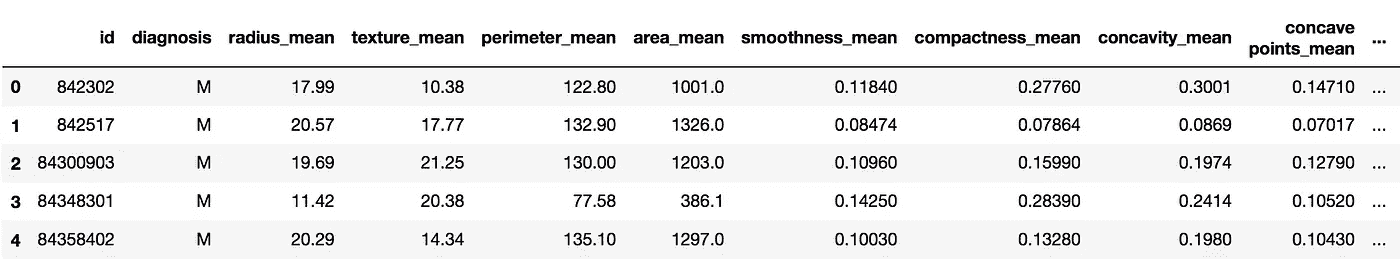 id diagnosis radius_mean texture_mean perimeter_mean area_mean smoothness_mean compactness_mean concavity_mean concave points_mean ...
0 842302 M 17.99 10.38 122.80 1001.0 0.11840 0.27760 0.3001 0.14710 ...
1 842517 M 20.57 17.77 132.90 1326.0 0.08474 0.07864 0.0869 0.07017 ...
2 84300903 M 19.69 21.25 130.00 1203.0 0.10960 0.15990 0.1974 0.12790 ...
3 84348301 M 11.42 20.38 77.58 386.1 0.14250 0.28390 0.2414 0.10520 ...
4 84358402 M 20.29 14.34 135.10 1297.0 0.10030 0.13280 0.1980 0.10430 ...